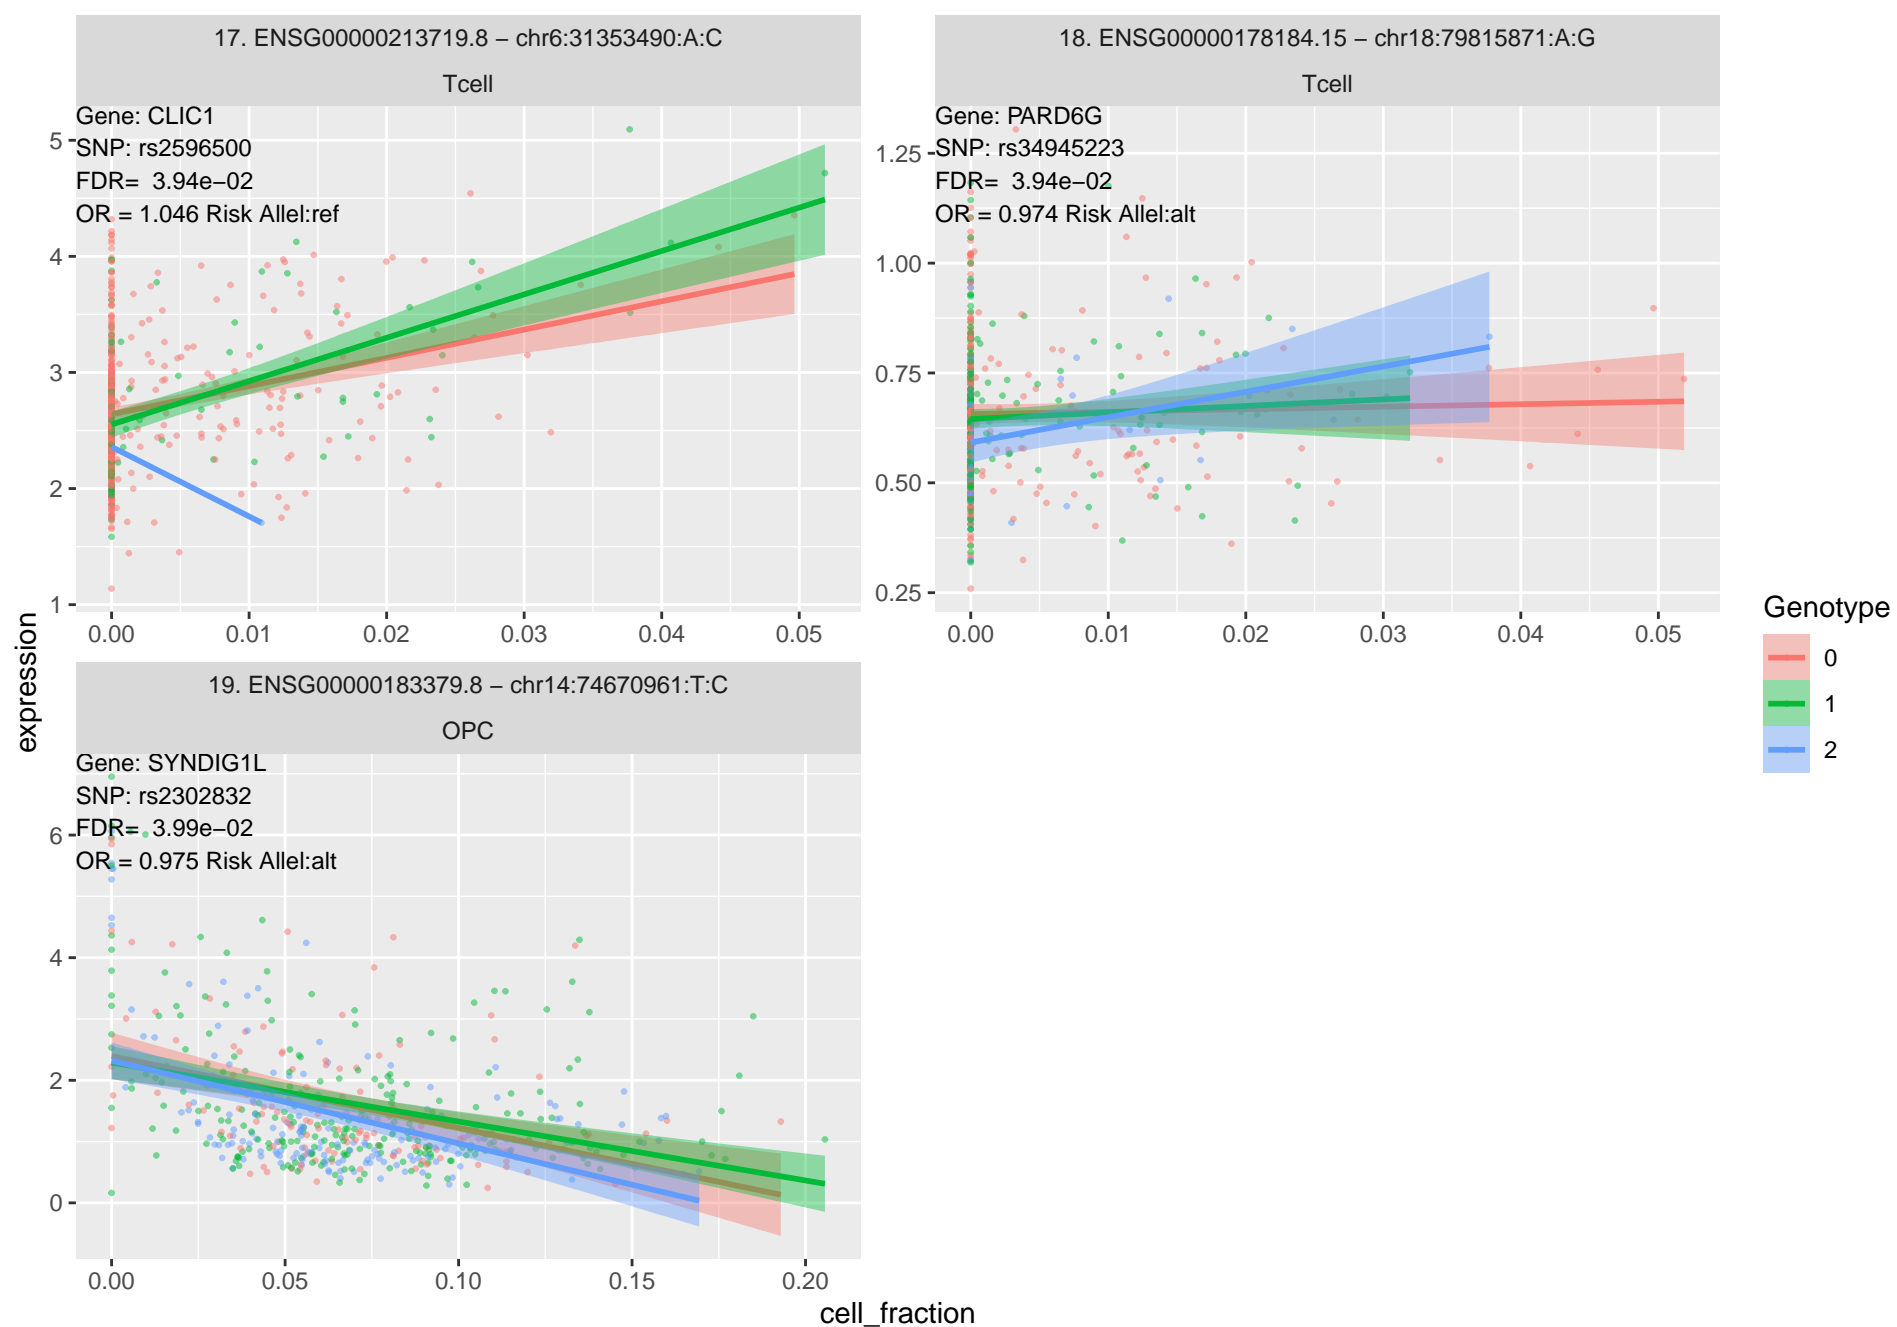 17. ENSG00000213719.8 – chr6:31353490:A:C
Tcell
Gene: CLIC1
SNP: rs2596500
FDR=  3.94e−02
OR = 1.046 Risk Allel:ref
5
4
3
2
1
0.00 0.01 0.02 0.03 0.04 0.05
18. ENSG00000178184.15 – chr18:79815871:A:G
Tcell
Gene: PARD6G
SNP: rs34945223
FDR=  3.94e−02
OR = 0.974 Risk Allel:alt
1.25
1.00
0.75
0.50
0.25
0.00 0.01 0.02 0.03 0.04 0.05
19. ENSG00000183379.8 – chr14:74670961:T:C
OPC
Gene: SYNDIG1L
SNP: rs2302832
FDR=  3.99e−02
OR = 0.975 Risk Allel:alt
6
4
2
0
0.00 0.05 0.10 0.15 0.20
cell_fraction
expression
Genotype
0
1
2